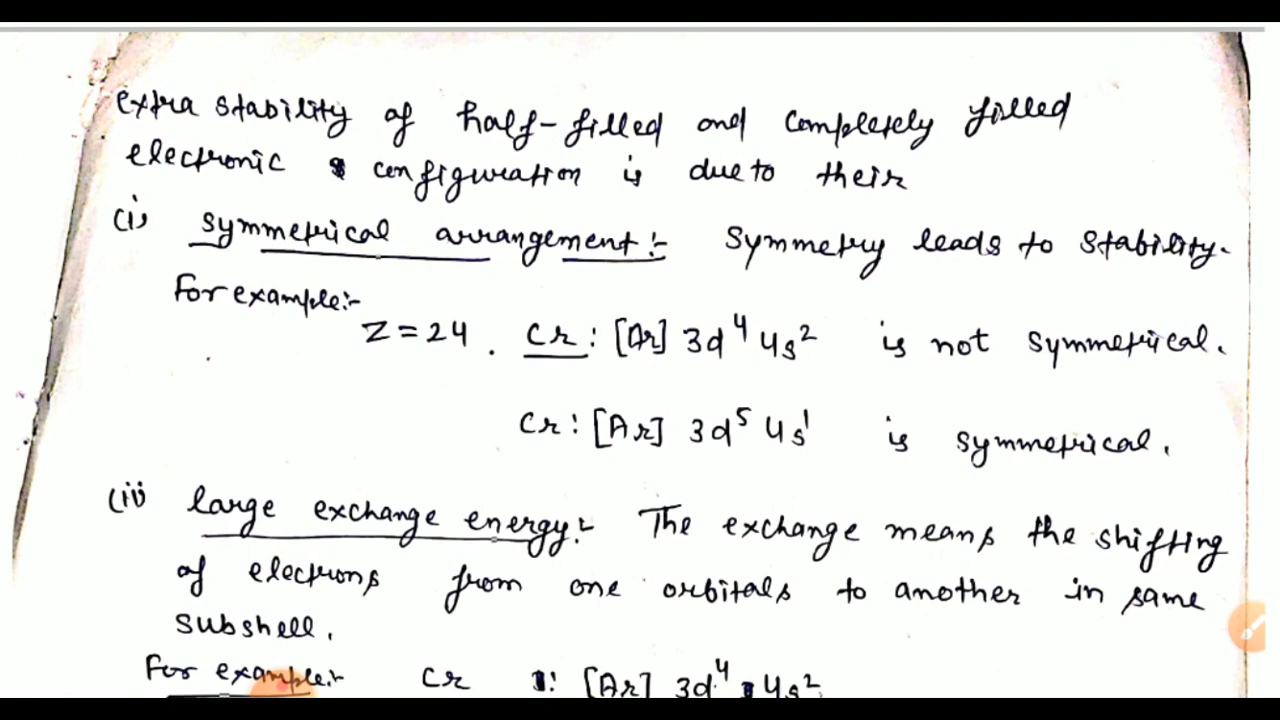 extra stability of half-filled and completely filled
electronic configuration is due to their
(i) symmetrical arrangement:- Symmetry leads to stability.
For example:-
Z=24. Cr: [Ar] 3d⁴ 4s² is not symmetrical.
Cr: [Ar] 3d⁵ 4s¹ is symmetrical.
(ii) large exchange energy:- The exchange means the shifting
of electrons from one orbitals to another in same
subshell.
For example:- Cr : [Ar] 3d⁴ 4s²